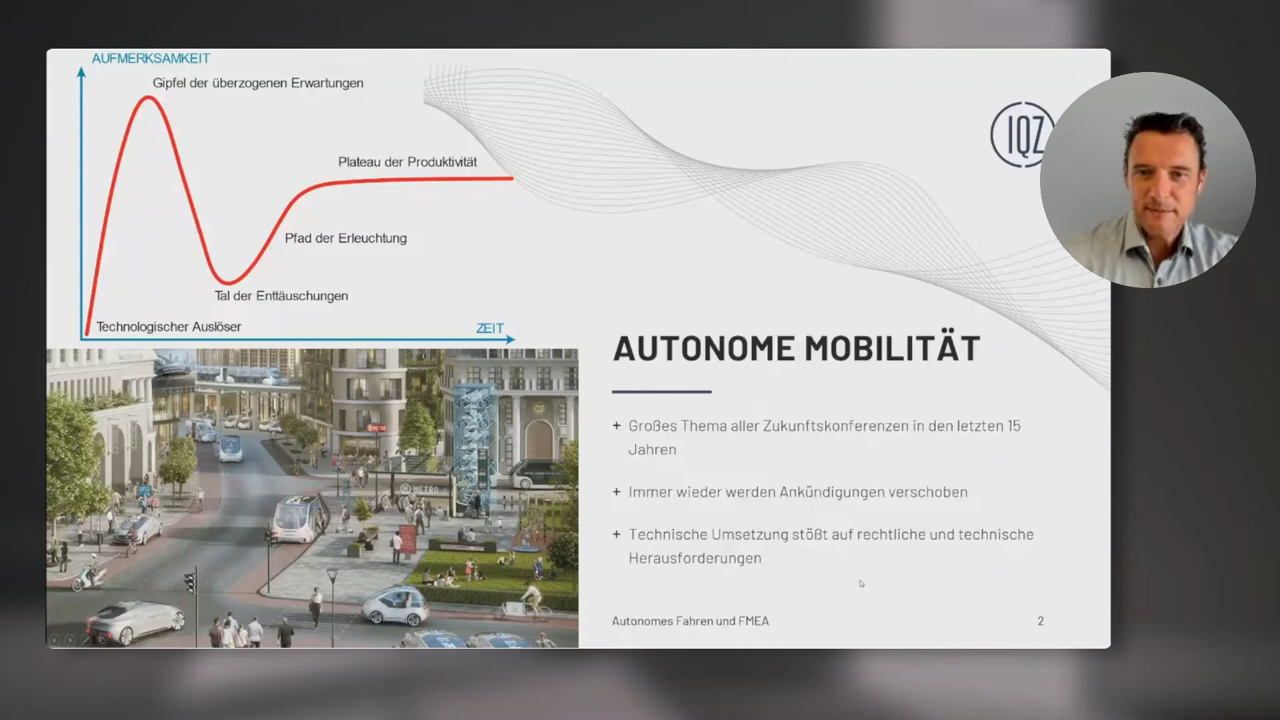 AUFMERKSAMKEIT
Gipfel der überzogenen Erwartungen
Plateau der Produktivität
Pfad der Erleuchtung
Tal der Enttäuschungen
Technologischer Auslöser
ZEIT
IQZ
METRO
METRO
AUTONOME MOBILITÄT
+ Großes Thema aller Zukunftskonferenzen in den letzten 15
Jahren
+ Immer wieder werden Ankündigungen verschoben
+ Technische Umsetzung stößt auf rechtliche und technische
Herausforderungen
Autonomes Fahren und FMEA
2